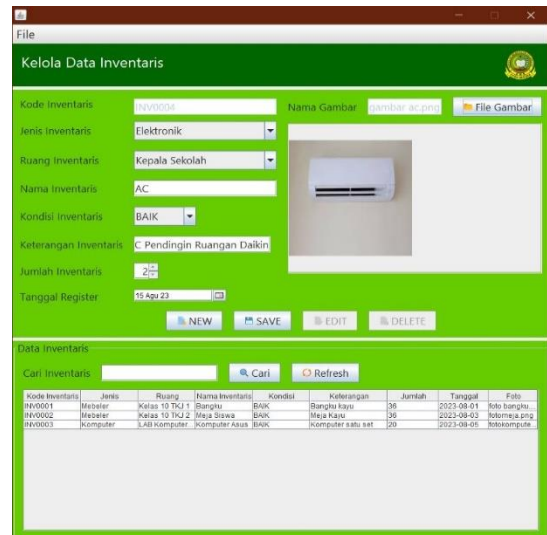 File
Kelola Data Inventaris
Kode Inventaris INV0004 Nama Gambar gambar ac.png File Gambar
Jenis Inventaris Elektronik
Ruang Inventaris Kepala Sekolah
Nama Inventaris AC
Kondisi Inventaris BAIK
Keterangan Inventaris C Pendingin Ruangan Daikin
Jumlah Inventaris 2
Tanggal Register 15 Agu 23
NEW SAVE EDIT DELETE
Data Inventaris
Cari Inventaris Cari Refresh
Kode Inventaris Jenis Ruang Nama Inventaris Kondisi Keterangan Jumlah Tanggal Foto
INV0001 Mebeler Kelas 10 TKJ 1 Bangku BAIK Bangku kayu 36 2023-08-01 foto bangku...
INV0002 Mebeler Kelas 10 TKJ 2 Meja Siswa BAIK Meja Kayu 36 2023-08-03 fotomeja.png
INV0003 Komputer LAB Komputer... Komputer Asus BAIK Komputer satu set 20 2023-08-05 fotokompute...